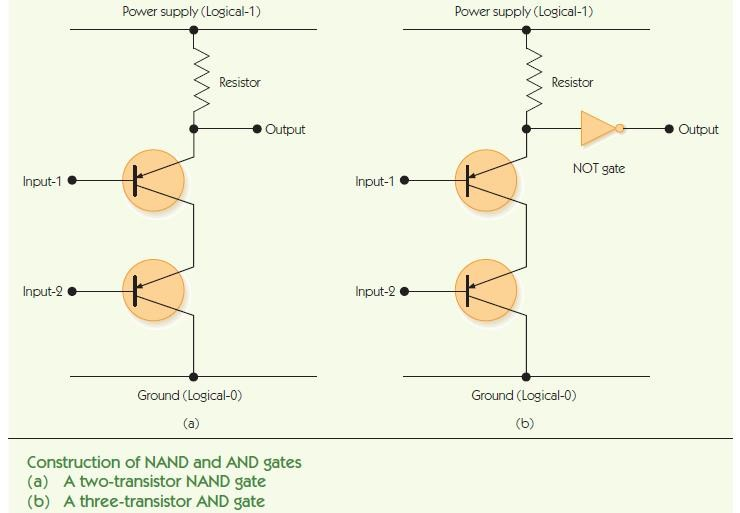 Power supply (Logical-1)
Resistor
Output
Input-1
Input-2
Ground (Logical-0)
(a)
Power supply (Logical-1)
Resistor
Output
NOT gate
Input-1
Input-2
Ground (Logical-0)
(b)
Construction of NAND and AND gates
(a) A two-transistor NAND gate
(b) A three-transistor AND gate